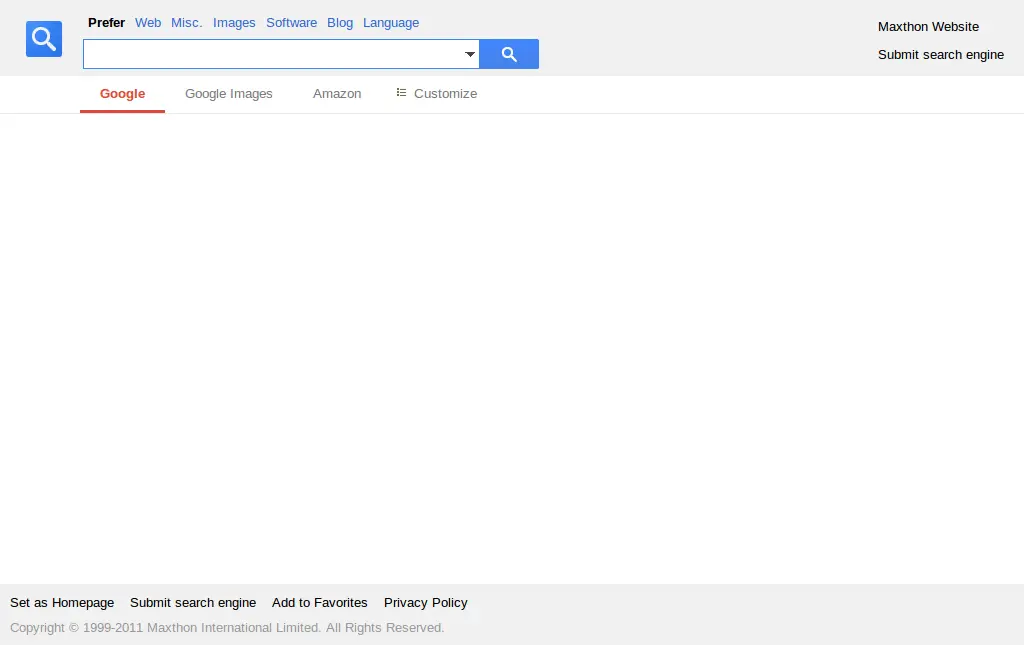 Prefer Web Misc. Images Software Blog Language
Maxthon Website
Submit search engine
Google Google Images Amazon Customize
Set as Homepage Submit search engine Add to Favorites Privacy Policy
Copyright © 1999-2011 Maxthon International Limited. All Rights Reserved.